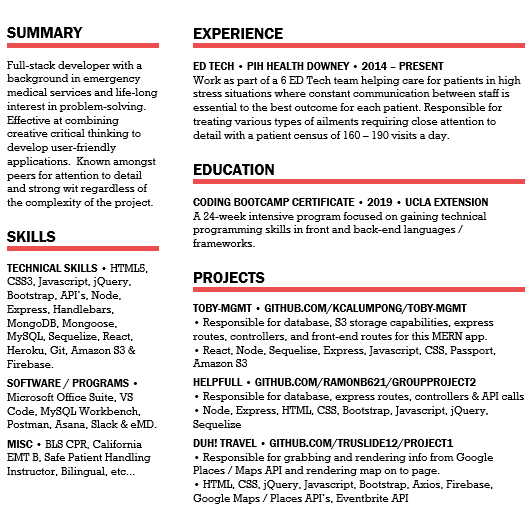 SUMMARY
Full-stack developer with a
background in emergency
medical services and life-long
interest in problem-solving.
Effective at combining
creative critical thinking to
develop user-friendly
applications.  Known amongst
peers for attention to detail
and strong wit regardless of
the complexity of the project.
SKILLS
TECHNICAL SKILLS • HTML5,
CSS3, Javascript, jQuery,
Bootstrap, API's, Node,
Express, Handlebars,
MongoDB, Mongoose,
MySQL, Sequelize, React,
Heroku, Git, Amazon S3 &
Firebase.
SOFTWARE / PROGRAMS •
Microsoft Office Suite, VS
Code, MySQL Workbench,
Postman, Asana, Slack & eMD.
MISC • BLS CPR, California
EMT B, Safe Patient Handling
Instructor, Bilingual, etc...
EXPERIENCE
ED TECH • PIH HEALTH DOWNEY • 2014 – PRESENT
Work as part of a 6 ED Tech team helping care for patients in high
stress situations where constant communication between staff is
essential to the best outcome for each patient. Responsible for
treating various types of ailments requiring close attention to
detail with a patient census of 160 – 190 visits a day.
EDUCATION
CODING BOOTCAMP CERTIFICATE • 2019 • UCLA EXTENSION
A 24-week intensive program focused on gaining technical
programming skills in front and back-end languages /
frameworks.
PROJECTS
TOBY-MGMT • GITHUB.COM/KCALUMPONG/TOBY-MGMT
• Responsible for database, S3 storage capabilities, express
routes, controllers, and front-end routes for this MERN app.
• React, Node, Sequelize, Express, Javascript, CSS, Passport,
Amazon S3
HELPFULL • GITHUB.COM/RAMONB621/GROUPPROJECT2
• Responsible for database, express routes, controllers & API calls
• Node, Express, HTML, CSS, Bootstrap, Javascript, jQuery,
Sequelize
DUH! TRAVEL • GITHUB.COM/TRUSLIDE12/PROJECT1
• Responsible for grabbing and rendering info from Google
Places / Maps API and rendering map on to page.
• HTML, CSS, jQuery, Javascript, Bootstrap, Axios, Firebase,
Google Maps / Places API's, Eventbrite API